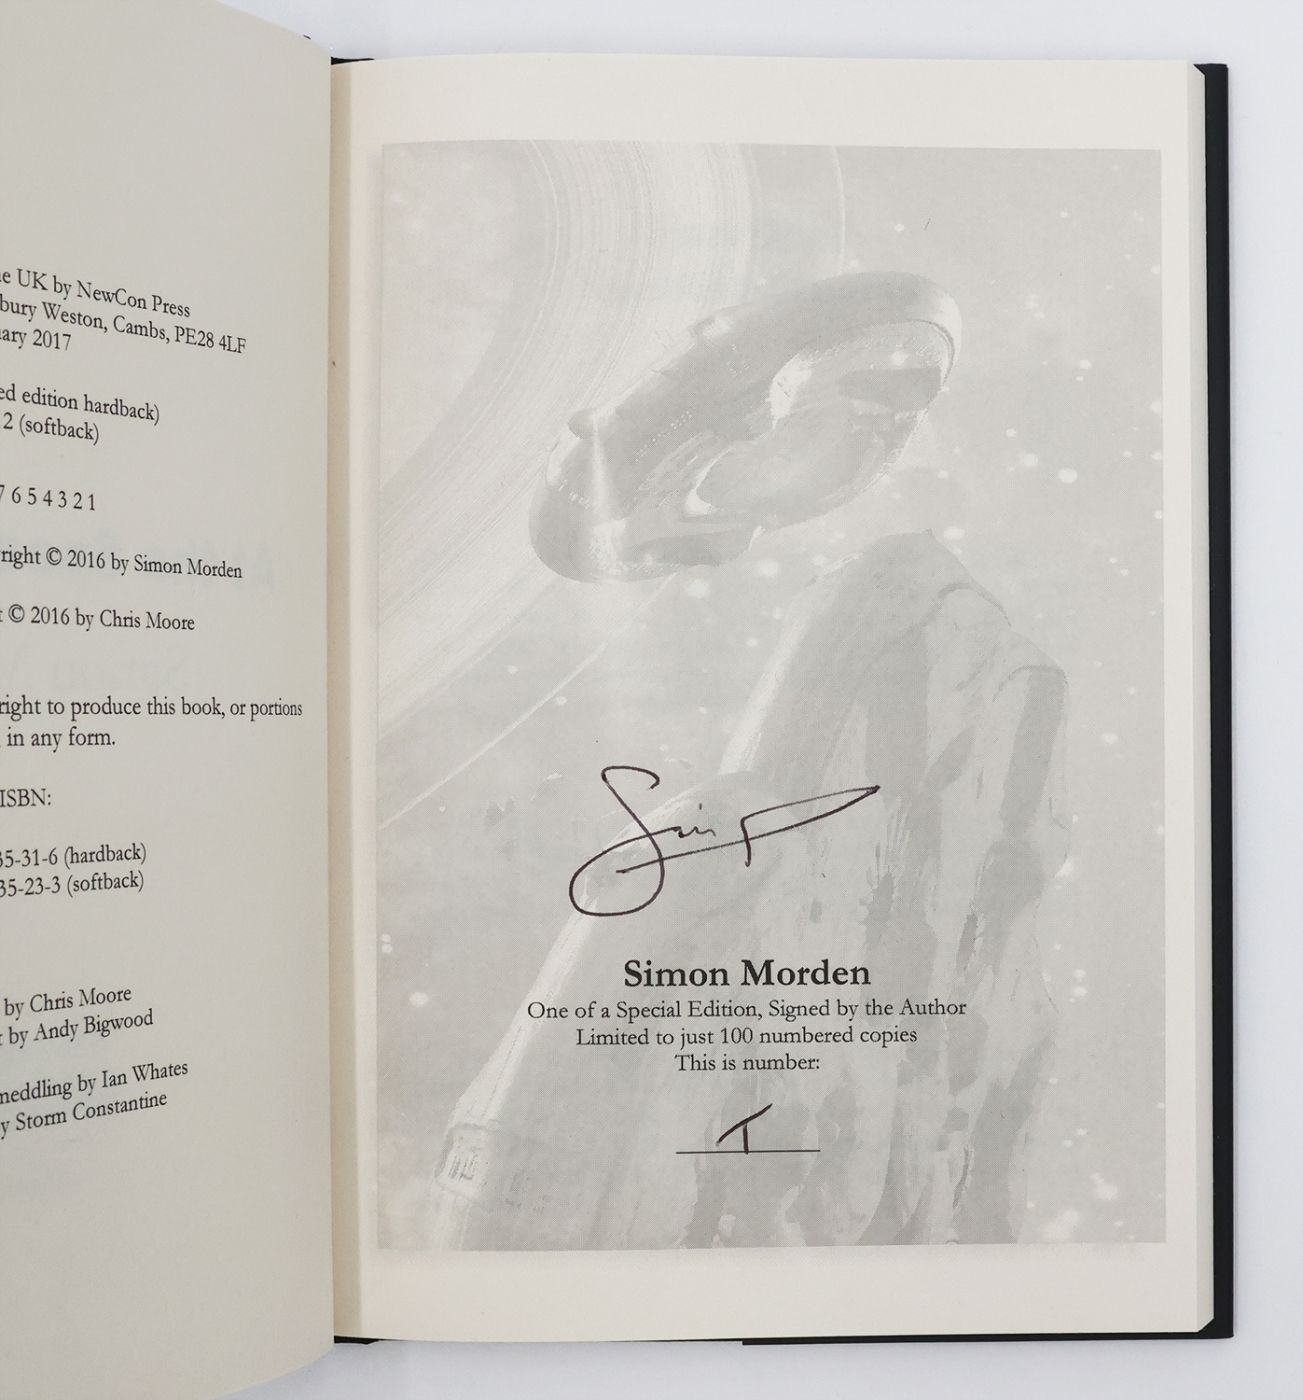 e UK by NewCon Press
bury Weston, Cambs, PE28 4LF
ary 2017
ed edition hardback)
2 (softback)
7 6 5 4 3 2 1
right © 2016 by Simon Morden
© 2016 by Chris Moore
right to produce this book, or portions
in any form.
ISBN:
35-31-6 (hardback)
35-23-3 (softback)
by Chris Moore
by Andy Bigwood
meddling by Ian Whates
y Storm Constantine
Simon Morden
One of a Special Edition, Signed by the Author
Limited to just 100 numbered copies
This is number: